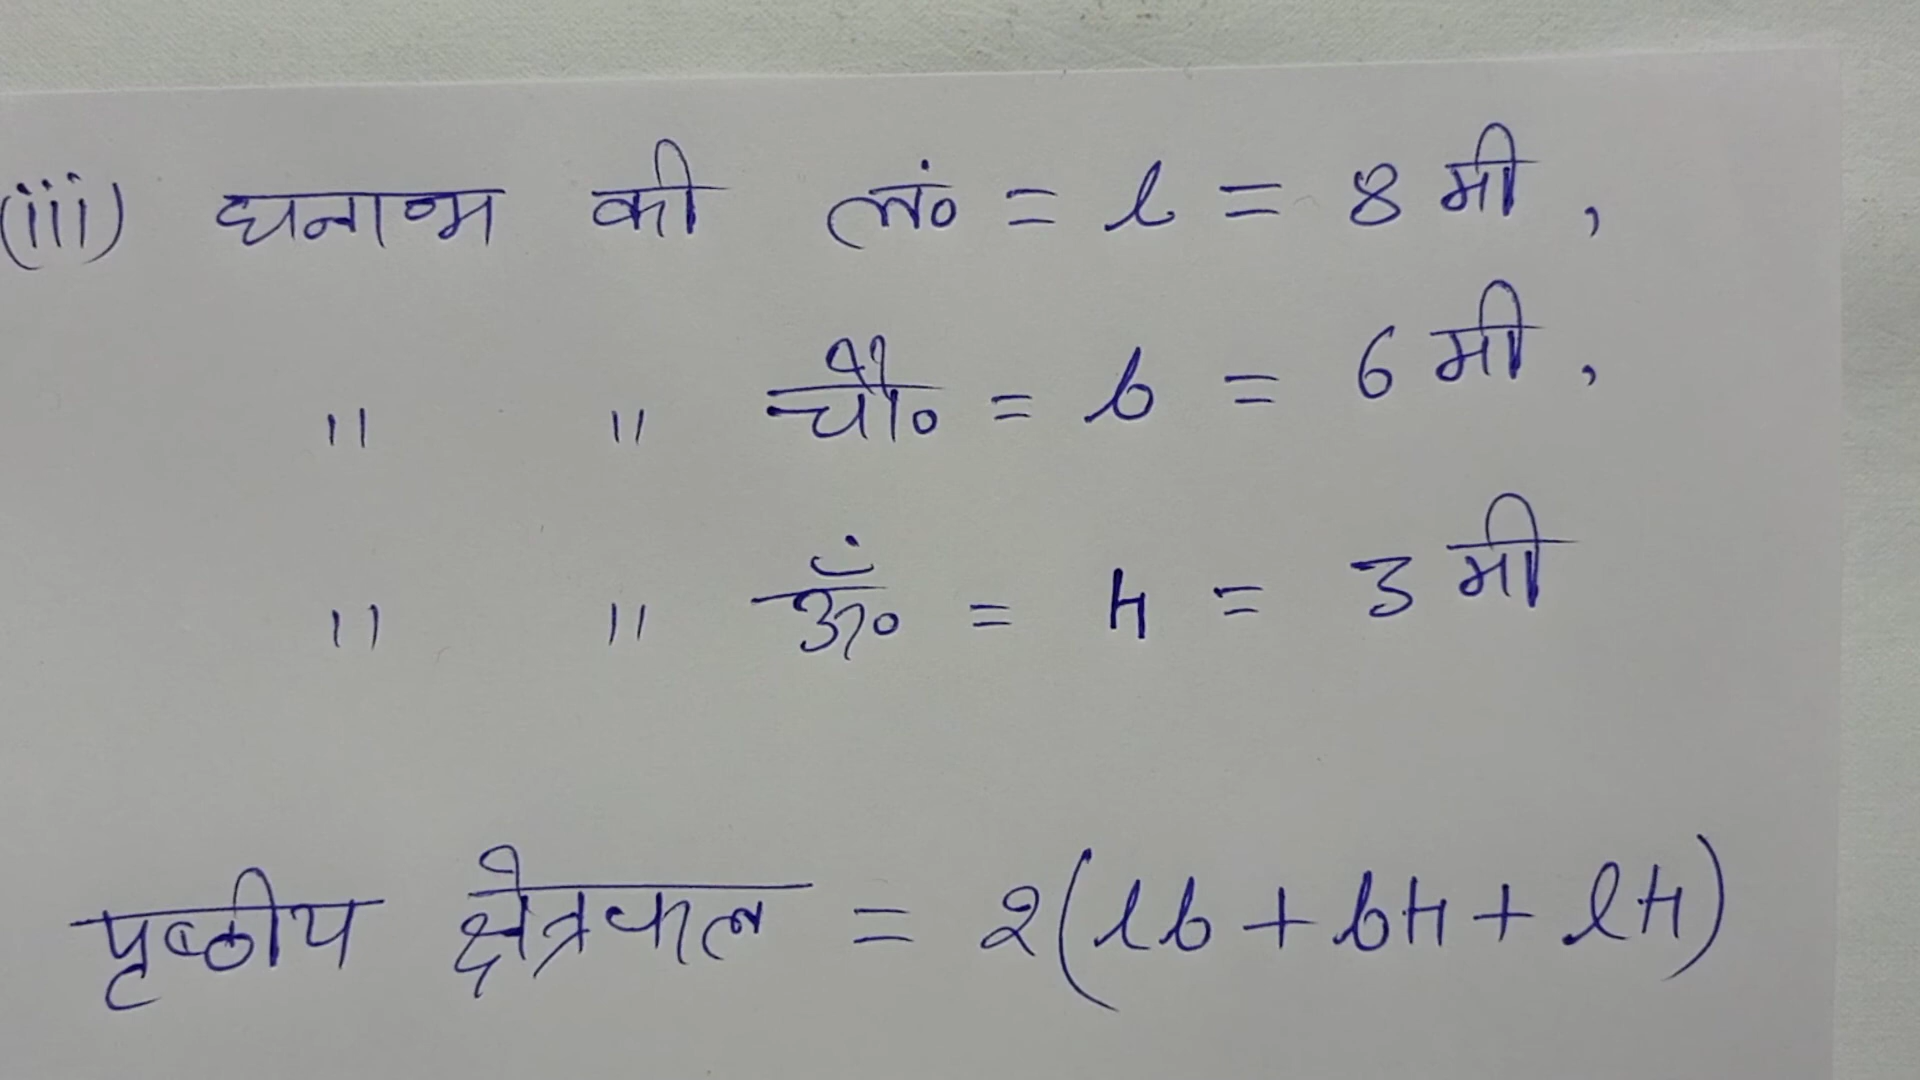 (iii) घनाभ की लं० = l = 8 मी ,
" " चौ० = b = 6 मी ,
" " ऊँ० = h = 3 मी
पृष्ठीय क्षेत्रफल = 2(lb + bh + lh)